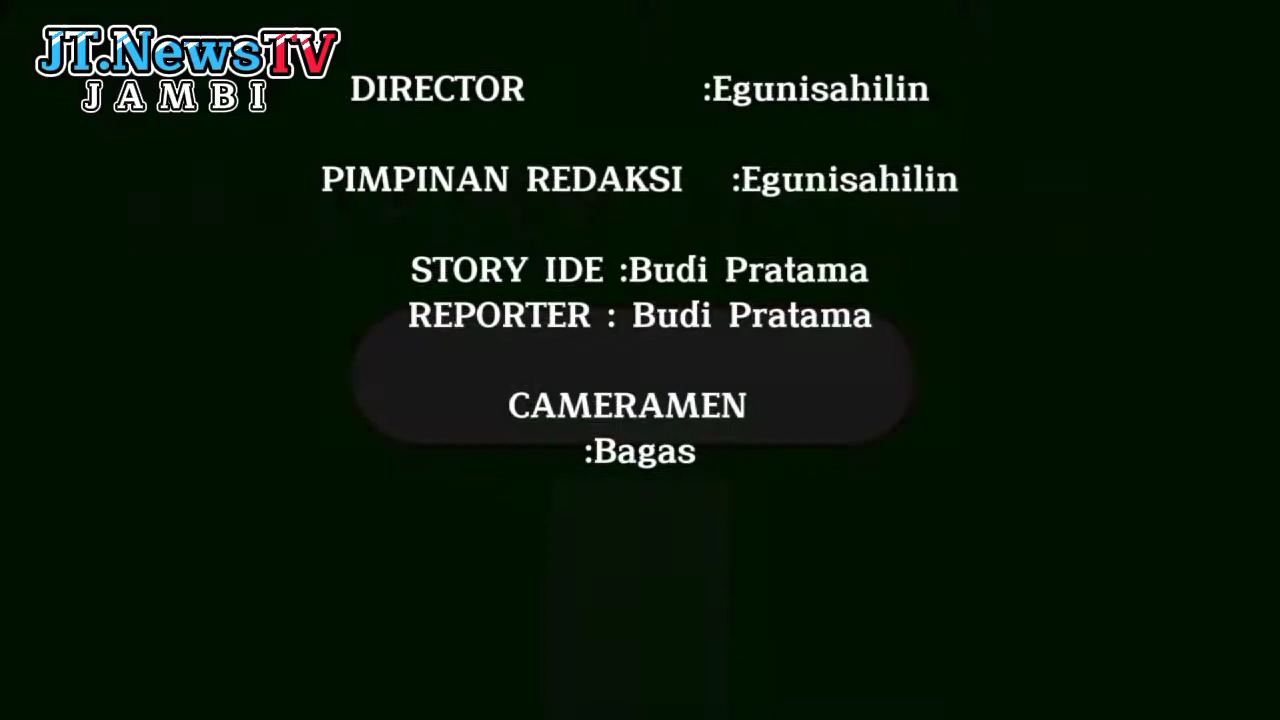 JT.NewsTV
JAMBI
DIRECTOR :Egunisahilin
PIMPINAN REDAKSI :Egunisahilin
STORY IDE :Budi Pratama
REPORTER : Budi Pratama
CAMERAMEN
:Bagas